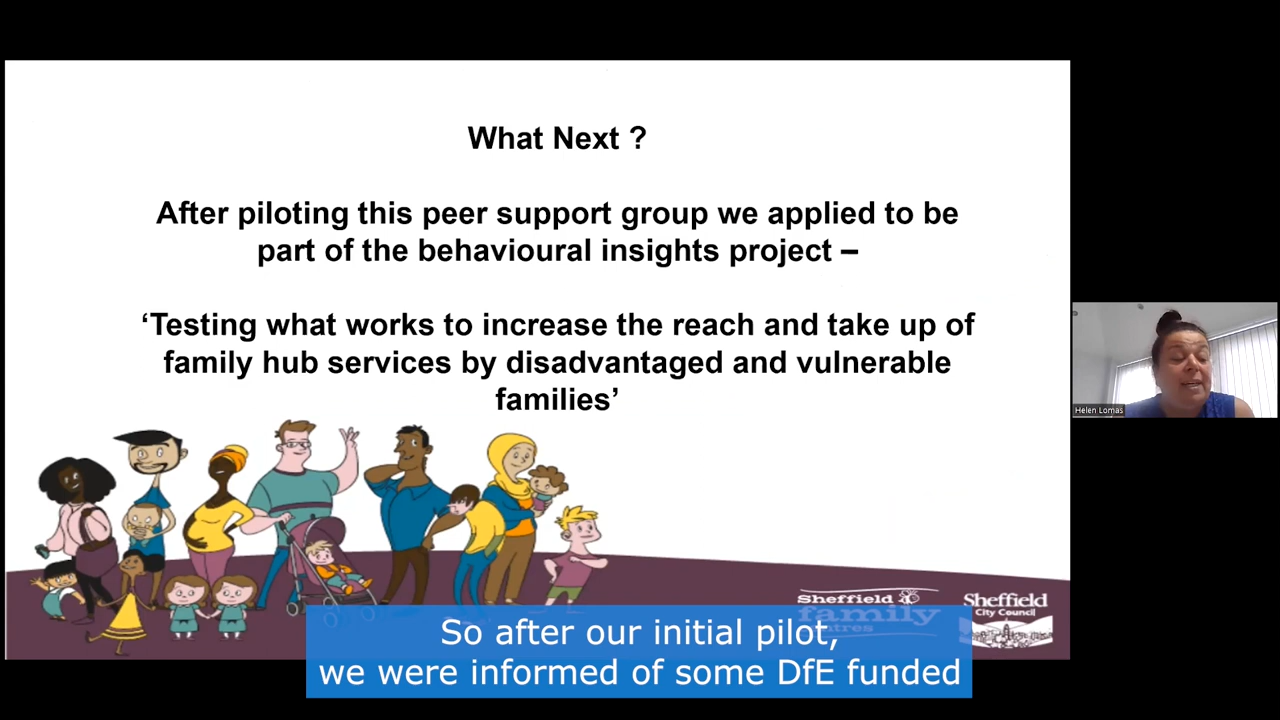 What Next ?
After piloting this peer support group we applied to be
part of the behavioural insights project –
‘Testing what works to increase the reach and take up of
family hub services by disadvantaged and vulnerable
families’
Helen Lomas
Sheffield
family
Sheffield
City Council
So after our initial pilot,
we were informed of some DfE funded